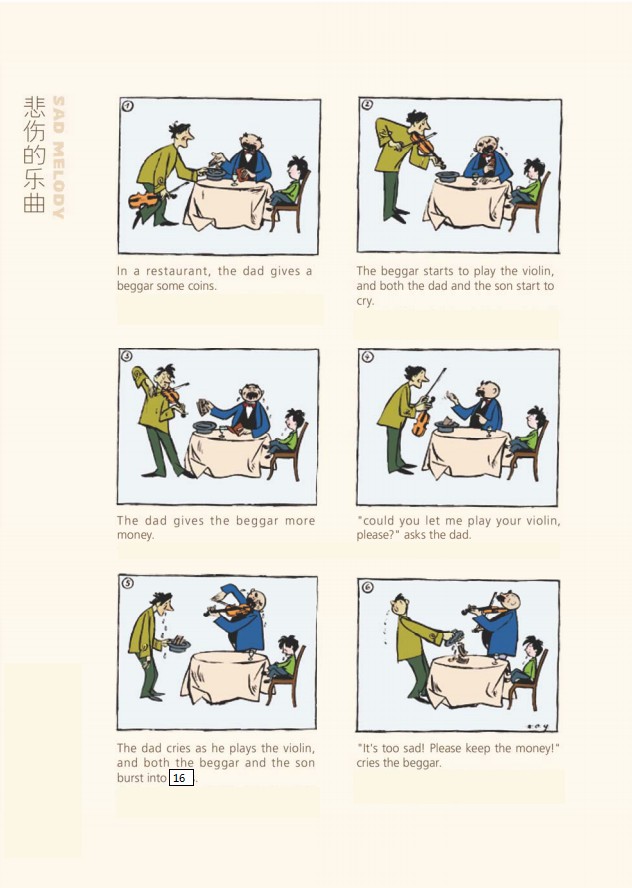 悲伤的乐曲
SAD MELODY
1
2
In a restaurant, the dad gives a
beggar some coins.
The beggar starts to play the violin,
and both the dad and the son start to
cry.
3
4
The dad gives the beggar more
money.
"could you let me play your violin,
please?" asks the dad.
5
6
The dad cries as he plays the violin,
and both the beggar and the son
burst into 16 .
"It's too sad! Please keep the money!"
cries the beggar.